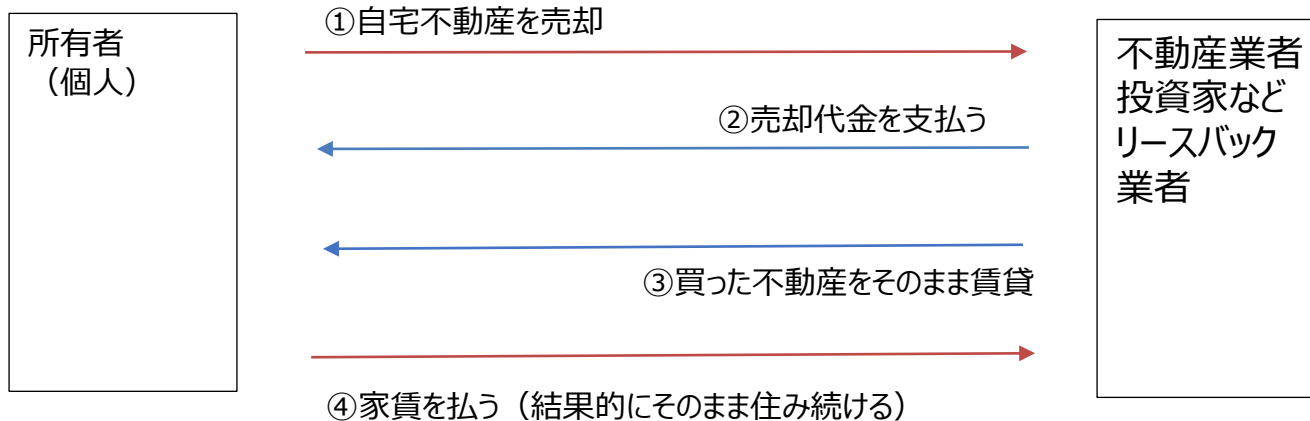 所有者
（個人）
①自宅不動産を売却
②売却代金を支払う
③買った不動産をそのまま賃貸
④家賃を払う（結果的にそのまま住み続ける）
不動産業者
投資家など
リースバック
業者